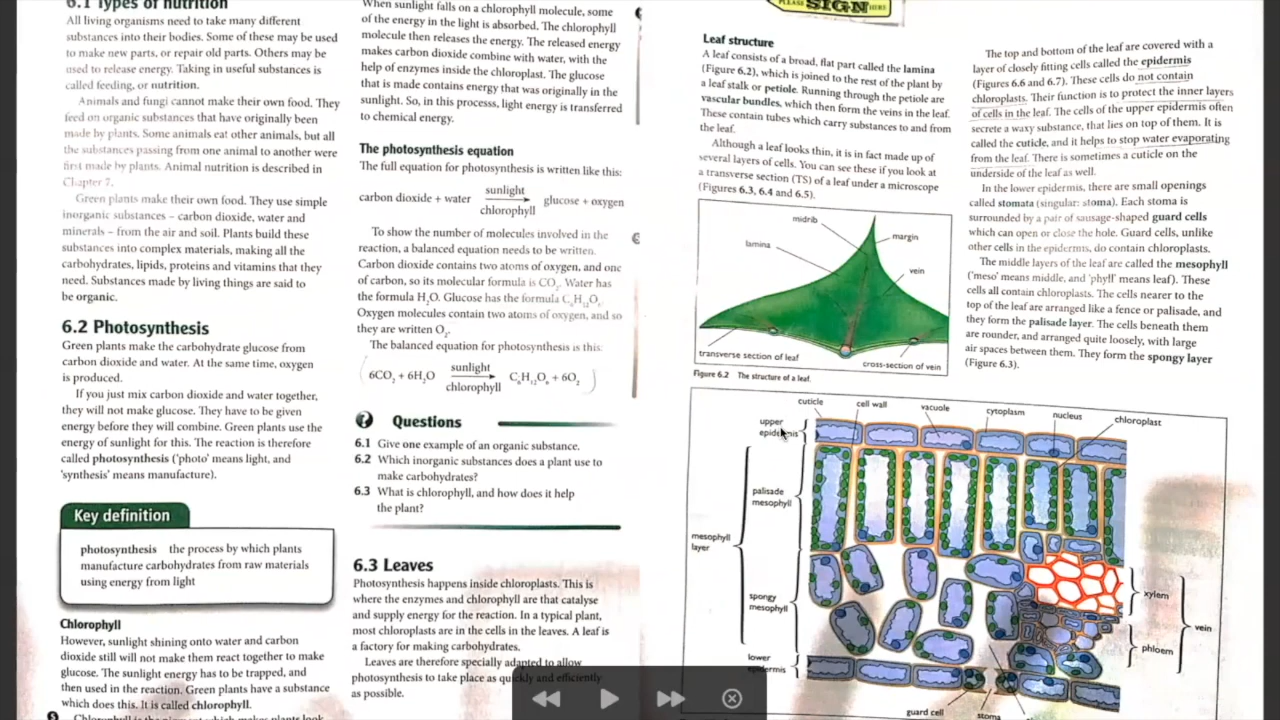 6.1 Types of nutrition
All living organisms need to take many different
substances into their bodies. Some of these may be used
to make new parts, or repair old parts. Others may be
used to release energy. Taking in useful substances is
called feeding, or nutrition.
Animals and fungi cannot make their own food. They
feed on organic substances that have originally been
made by plants. Some animals eat other animals, but all
the substances passing from one animal to another were
first made by plants. Animal nutrition is described in
Chapter 7.
Green plants make their own food. They use simple
inorganic substances – carbon dioxide, water and
minerals – from the air and soil. Plants build these
substances into complex materials, making all the
carbohydrates, lipids, proteins and vitamins that they
need. Substances made by living things are said to
be organic.
6.2 Photosynthesis
Green plants make the carbohydrate glucose from
carbon dioxide and water. At the same time, oxygen
is produced.
If you just mix carbon dioxide and water together,
they will not make glucose. They have to be given
energy before they will combine. Green plants use the
energy of sunlight for this. The reaction is therefore
called photosynthesis ('photo' means light, and
'synthesis' means manufacture).
Key definition
photosynthesis the process by which plants
manufacture carbohydrates from raw materials
using energy from light
Chlorophyll
However, sunlight shining onto water and carbon
dioxide still will not make them react together to make
glucose. The sunlight energy has to be trapped, and
then used in the reaction. Green plants have a substance
which does this. It is called chlorophyll.
Chlorophyll is the pigment which makes plants look
When sunlight falls on a chlorophyll molecule, some
of the energy in the light is absorbed. The chlorophyll
molecule then releases the energy. The released energy
makes carbon dioxide combine with water, with the
help of enzymes inside the chloroplast. The glucose
that is made contains energy that was originally in the
sunlight. So, in this processs, light energy is transferred
to chemical energy.
The photosynthesis equation
The full equation for photosynthesis is written like this:
sunlight
carbon dioxide + water → glucose + oxygen
chlorophyll
To show the number of molecules involved in the
reaction, a balanced equation needs to be written.
Carbon dioxide contains two atoms of oxygen, and one
of carbon, so its molecular formula is CO₂. Water has
the formula H₂O. Glucose has the formula C₆H₁₂O₆.
Oxygen molecules contain two atoms of oxygen, and so
they are written O₂.
The balanced equation for photosynthesis is this:
sunlight
6CO₂ + 6H₂O → C₆H₁₂O₆ + 6O₂
chlorophyll
? Questions
6.1 Give one example of an organic substance.
6.2 Which inorganic substances does a plant use to
make carbohydrates?
6.3 What is chlorophyll, and how does it help
the plant?
6.3 Leaves
Photosynthesis happens inside chloroplasts. This is
where the enzymes and chlorophyll are that catalyse
and supply energy for the reaction. In a typical plant,
most chloroplasts are in the cells in the leaves. A leaf is
a factory for making carbohydrates.
Leaves are therefore specially adapted to allow
photosynthesis to take place as quickly and efficiently
as possible.
PLEASE SIGN HERE
Leaf structure
A leaf consists of a broad, flat part called the lamina
(Figure 6.2), which is joined to the rest of the plant by
a leaf stalk or petiole. Running through the petiole are
vascular bundles, which then form the veins in the leaf.
These contain tubes which carry substances to and from
the leaf.
Although a leaf looks thin, it is in fact made up of
several layers of cells. You can see these if you look at
a transverse section (TS) of a leaf under a microscope
(Figures 6.3, 6.4 and 6.5).
midrib
margin
lamina
vein
transverse section of leaf
cross-section of vein
Figure 6.2 The structure of a leaf.
The top and bottom of the leaf are covered with a
layer of closely fitting cells called the epidermis
(Figures 6.6 and 6.7). These cells do not contain
chloroplasts. Their function is to protect the inner layers
of cells in the leaf. The cells of the upper epidermis often
secrete a waxy substance, that lies on top of them. It is
called the cuticle, and it helps to stop water evaporating
from the leaf. There is sometimes a cuticle on the
underside of the leaf as well.
In the lower epidermis, there are small openings
called stomata (singular: stoma). Each stoma is
surrounded by a pair of sausage-shaped guard cells
which can open or close the hole. Guard cells, unlike
other cells in the epidermis, do contain chloroplasts.
The middle layers of the leaf are called the mesophyll
('meso' means middle, and 'phyll' means leaf). These
cells all contain chloroplasts. The cells nearer to the
top of the leaf are arranged like a fence or palisade, and
they form the palisade layer. The cells beneath them
are rounder, and arranged quite loosely, with large
air spaces between them. They form the spongy layer
(Figure 6.3).
cuticle
cell wall
vacuole
cytoplasm
nucleus
chloroplast
upper
epidermis
palisade
mesophyll
mesophyll
layer
spongy
mesophyll
lower
epidermis
xylem
vein
phloem
guard cell
stoma